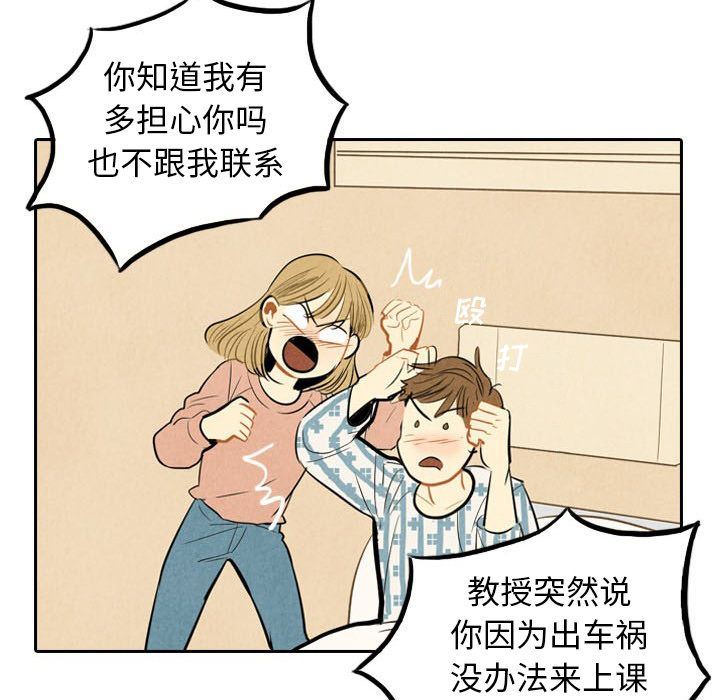 你知道我有
多担心你吗
也不跟我联系
殴
打
教授突然说
你因为出车祸
没办法来上课